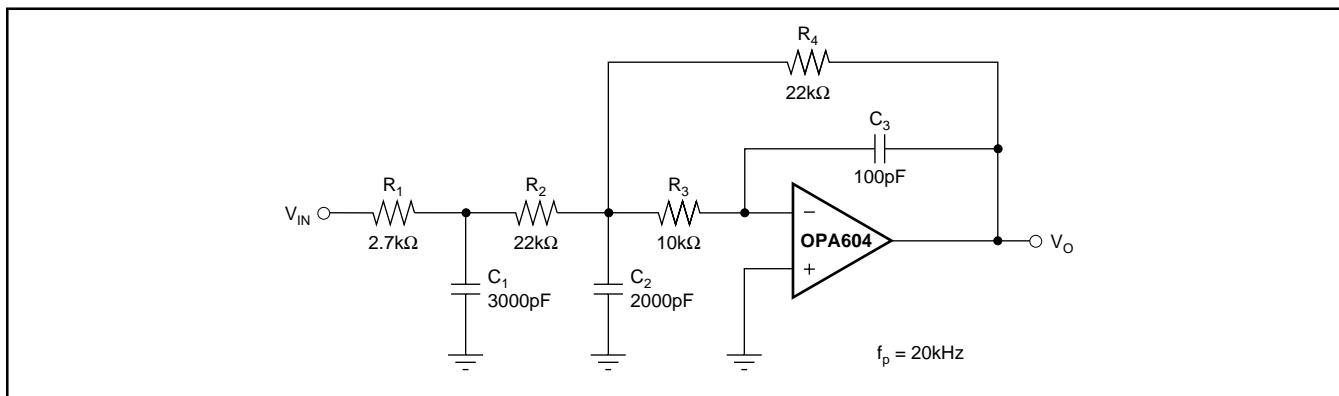 R4
22kΩ
C3
100pF
R1
2.7kΩ
R2
22kΩ
R3
10kΩ
VIN
−
+
OPA604
VO
C1
3000pF
C2
2000pF
fp = 20kHz